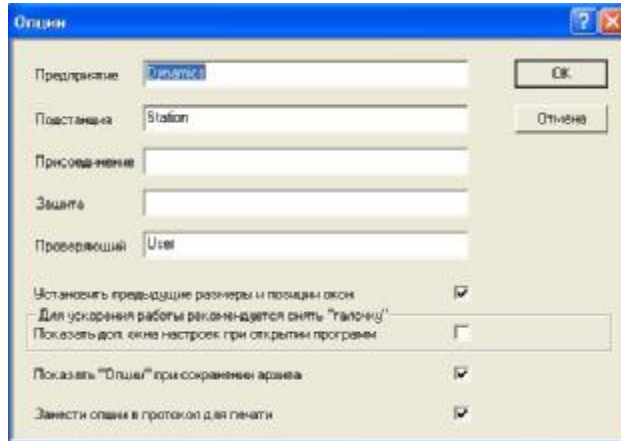 Опции
Предприятие
Dynamics
OK
Подстанция
Station
Отмена
Присоединение
Защита
Проверяющий
User
Установить предыдущие размеры и позиции окон
Для ускорения работы рекомендуется снять "галочку"
Показать доп. окна настроек при открытии программ
Показать "Опции" при сохранении архива
Занести опции в протокол для печати